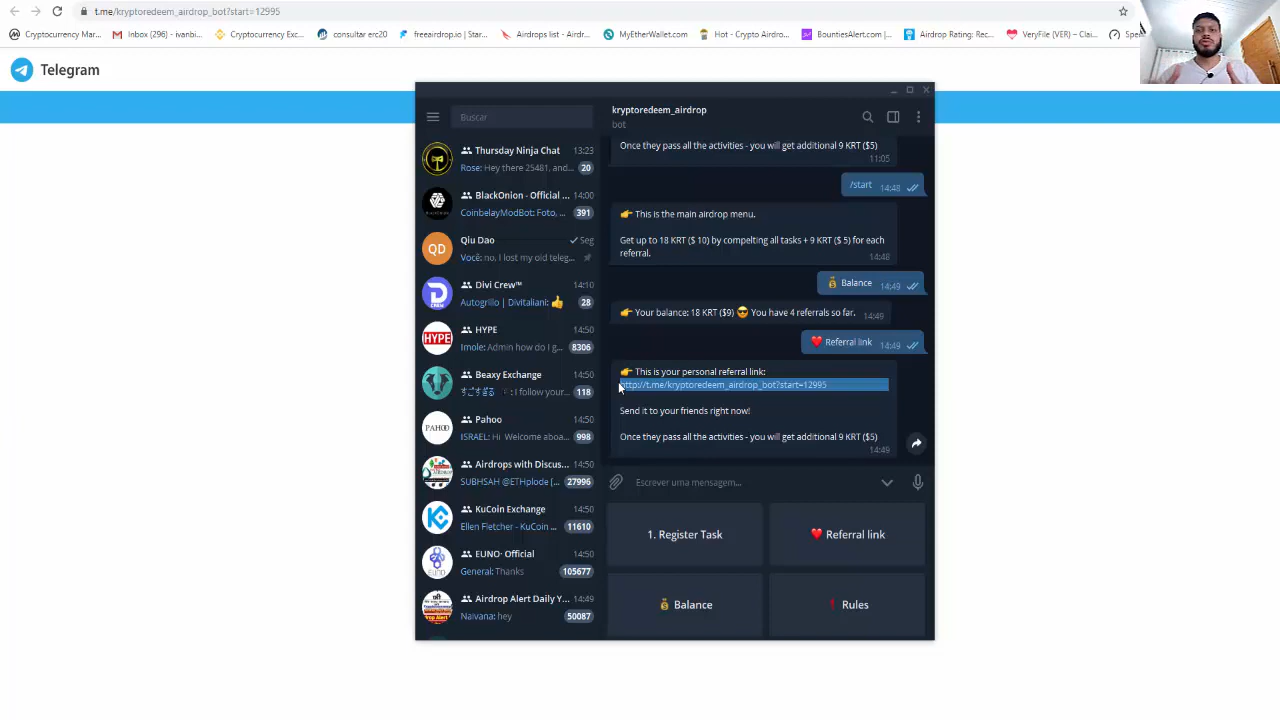 t.me/kryptoredeem_airdrop_bot?start=12995
Cryptocurrency Mar...
Inbox (296) - ivanbi...
Cryptocurrency Exc...
consultar erc20
freeairdrop.io | Star...
Airdrops list - Airdr...
MyEtherWallet.com
Hot - Crypto Airdro...
BountiesAlert.com |...
Airdrop Rating: Rec...
VeryFile (VER) – Clai...
Telegram
Buscar
kryptoredeem_airdrop
bot
Thursday Ninja Chat 13:23
Rose: Hey there 25481, and... 20
BlackOnion - Official ... 14:00
CoinbelayModBot: Foto, ... 391
QD
Qiu Dao Seg
Você: no, I lost my old teleg...
Divi Crew™ 14:10
Autogrillo | Divitaliani: 👍 28
HYPE
HYPE 14:50
Imole: Admin how do I g... 8306
Beaxy Exchange 14:50
: I follow your... 118
PAHOO
Pahoo 14:50
ISRAEL: Hi Welcome aboa... 998
Airdrops with Discus... 14:50
SUBHSAH @ETHplode [... 27996
KuCoin Exchange 14:50
Ellen Fletcher - KuCoin ... 11610
EUNO· Official 14:50
General: Thanks 105677
Airdrop Alert Daily Y... 14:49
Naivana: hey 50087
Once they pass all the activities - you will get additional 9 KRT ($5)
11:05
/start 14:48
👉 This is the main airdrop menu.
Get up to 18 KRT ($ 10) by compelting all tasks + 9 KRT ($ 5) for each
referral.
14:48
💰 Balance 14:49
👉 Your balance: 18 KRT ($9) 😎 You have 4 referrals so far. 14:49
❤️ Referral link 14:49
👉 This is your personal referral link:
http://t.me/kryptoredeem_airdrop_bot?start=12995
Send it to your friends right now!
Once they pass all the activities - you will get additional 9 KRT ($5)
14:49
Escrever uma mensagem...
1. Register Task
❤️ Referral link
💰 Balance
❗ Rules